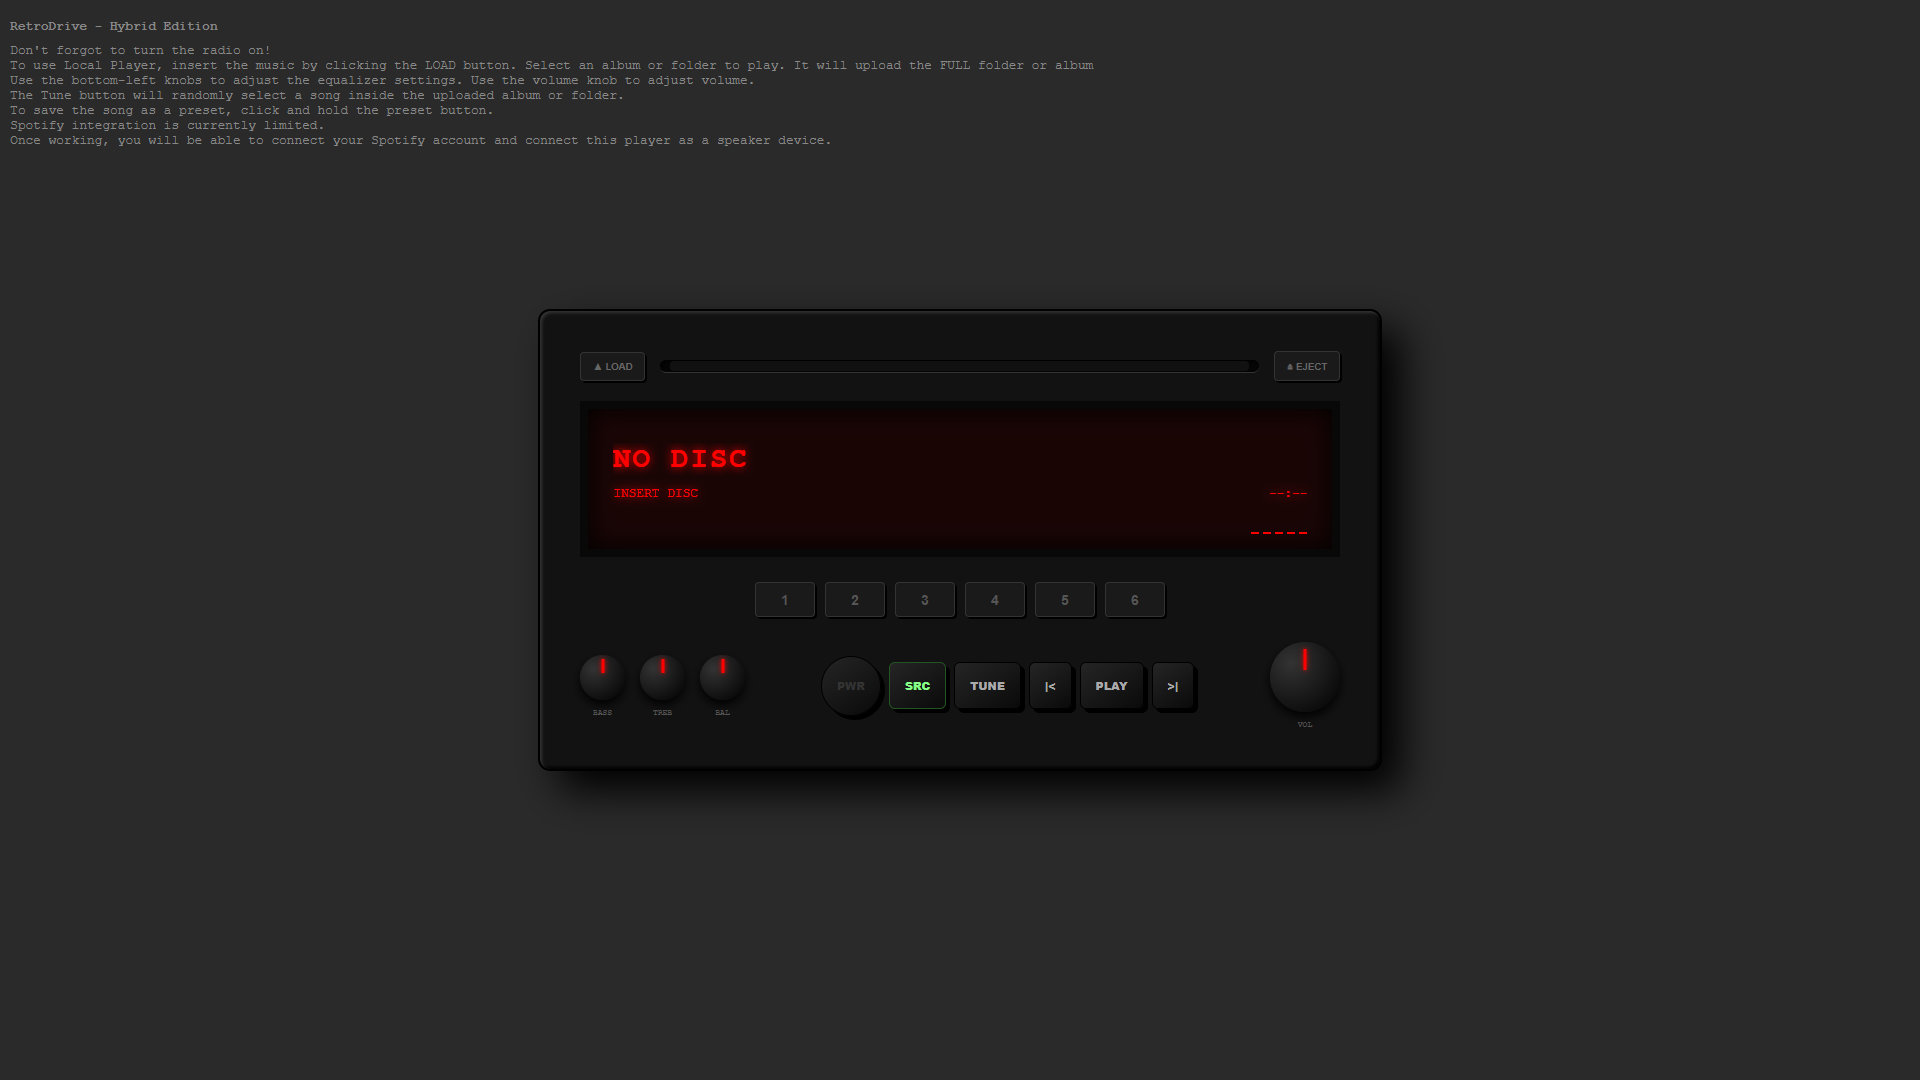 RetroDrive - Hybrid Edition
Don't forgot to turn the radio on!
To use Local Player, insert the music by clicking the LOAD button. Select an album or folder to play. It will upload the FULL folder or album
Use the bottom-left knobs to adjust the equalizer settings. Use the volume knob to adjust volume.
The Tune button will randomly select a song inside the uploaded album or folder.
To save the song as a preset, click and hold the preset button.
Spotify integration is currently limited.
Once working, you will be able to connect your Spotify account and connect this player as a speaker device.
▲ LOAD
⏏ EJECT
NO DISC
INSERT DISC
--:--
-----
1 2 3 4 5 6
PWR SRC TUNE |< PLAY >|
BASS TREB BAL
VOL